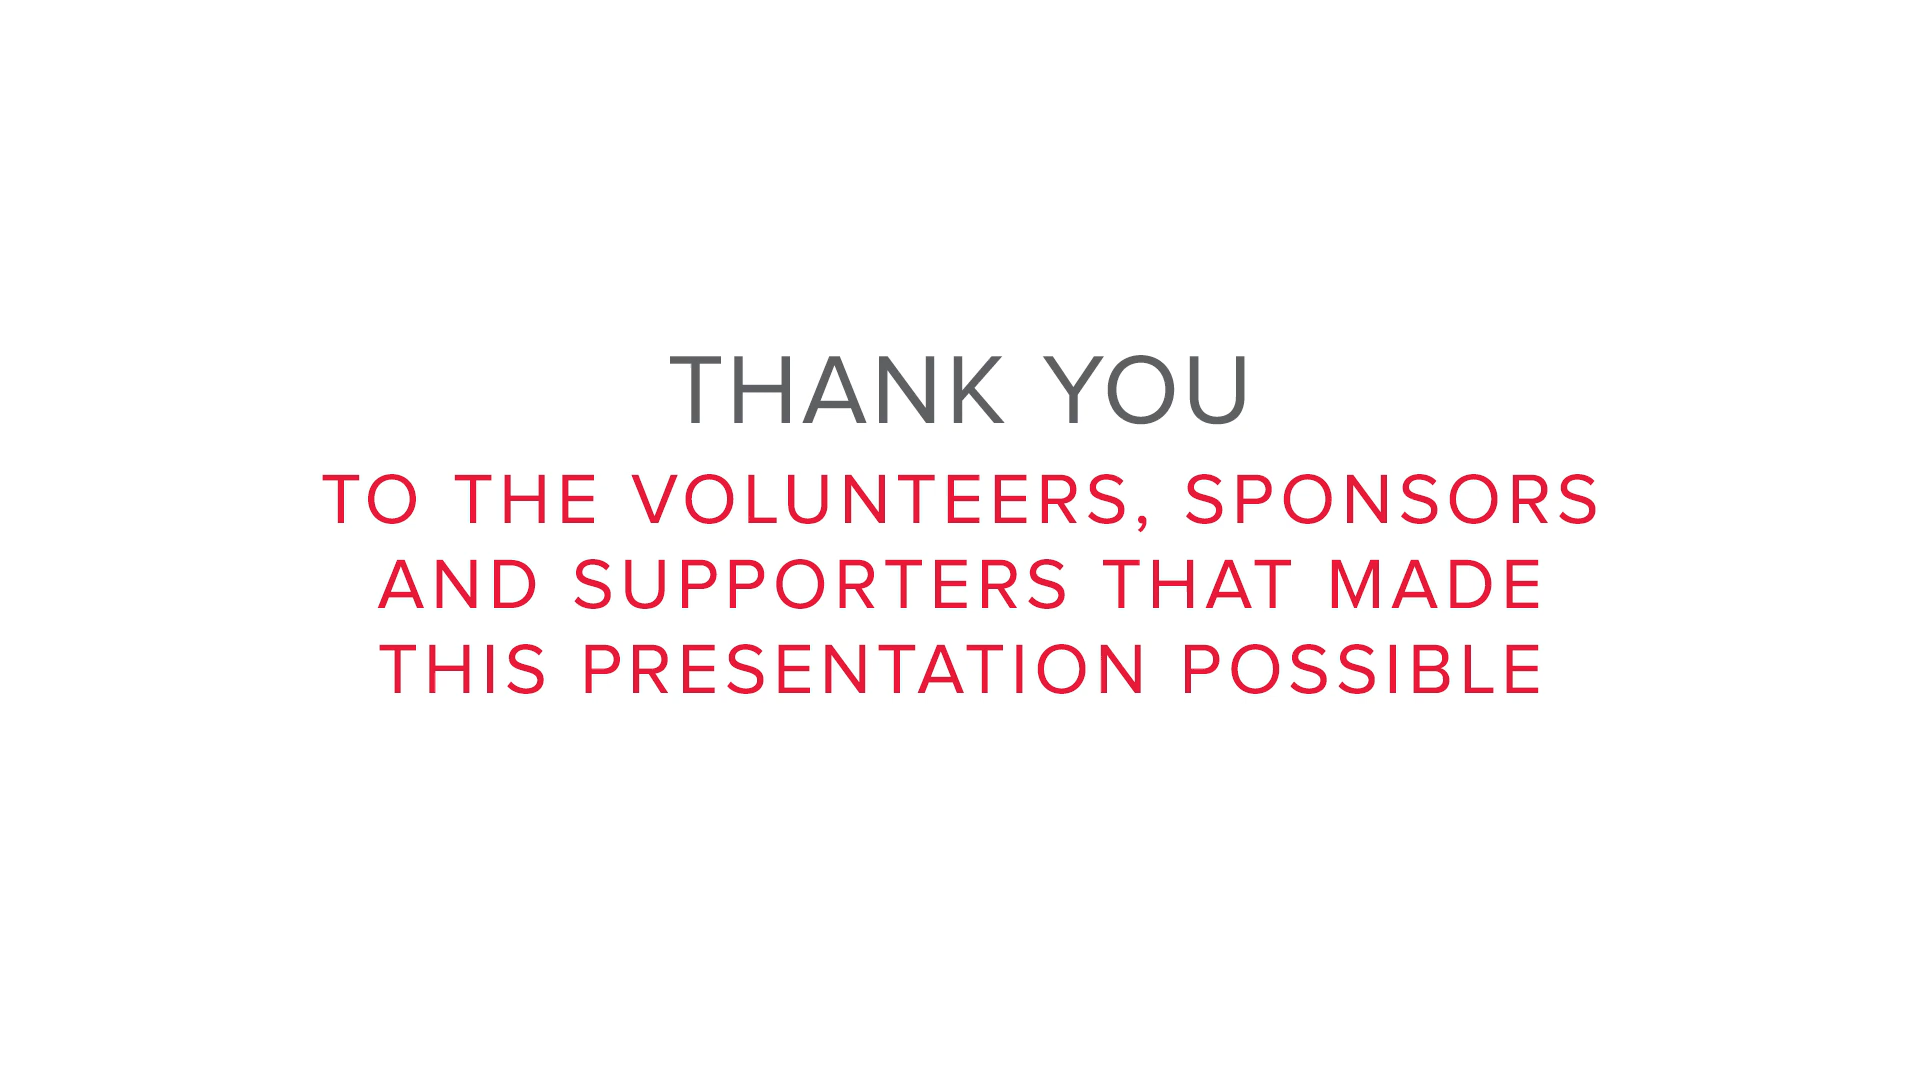 THANK YOU
TO THE VOLUNTEERS, SPONSORS
AND SUPPORTERS THAT MADE
THIS PRESENTATION POSSIBLE